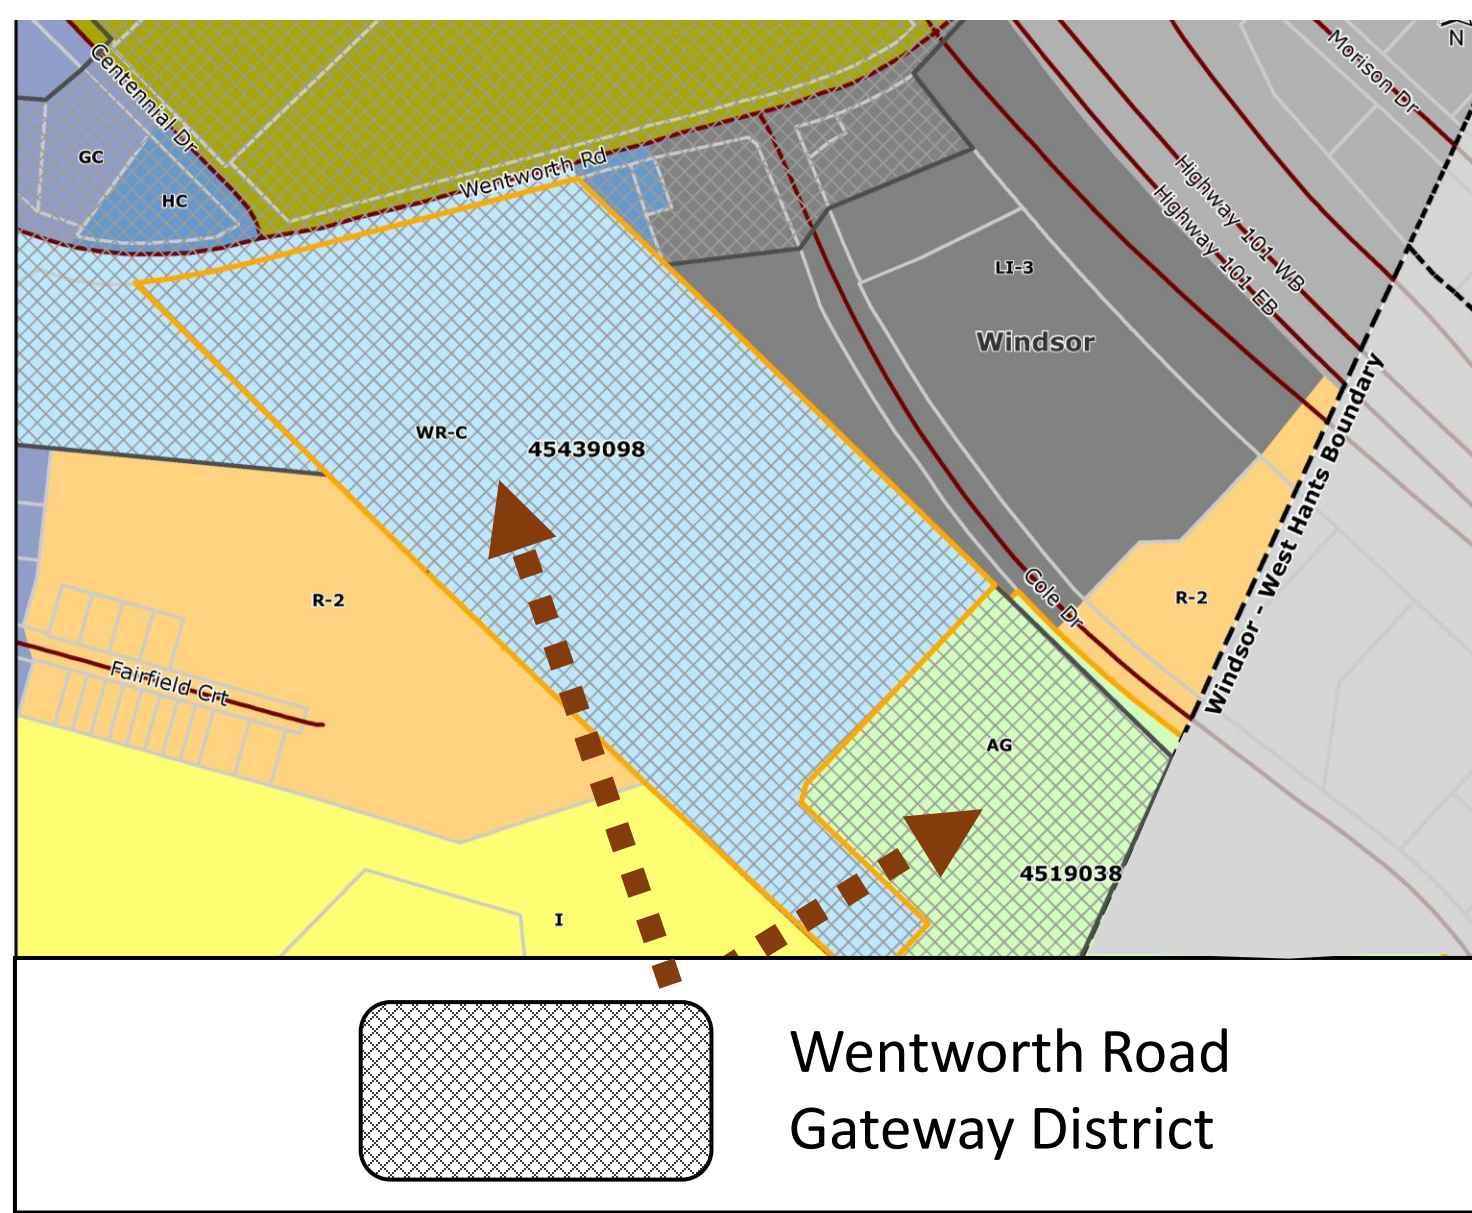 N
Morison Dr
Centennial Dr
GC
HC
Wentworth Rd
Highway 101 WB
Highway 101 EB
LI-3
Windsor
WR-C
45439098
Windsor - West Hants Boundary
R-2
R-2
Cole Dr
Fairfield Crt
AG
4519038
I
Wentworth Road
Gateway District